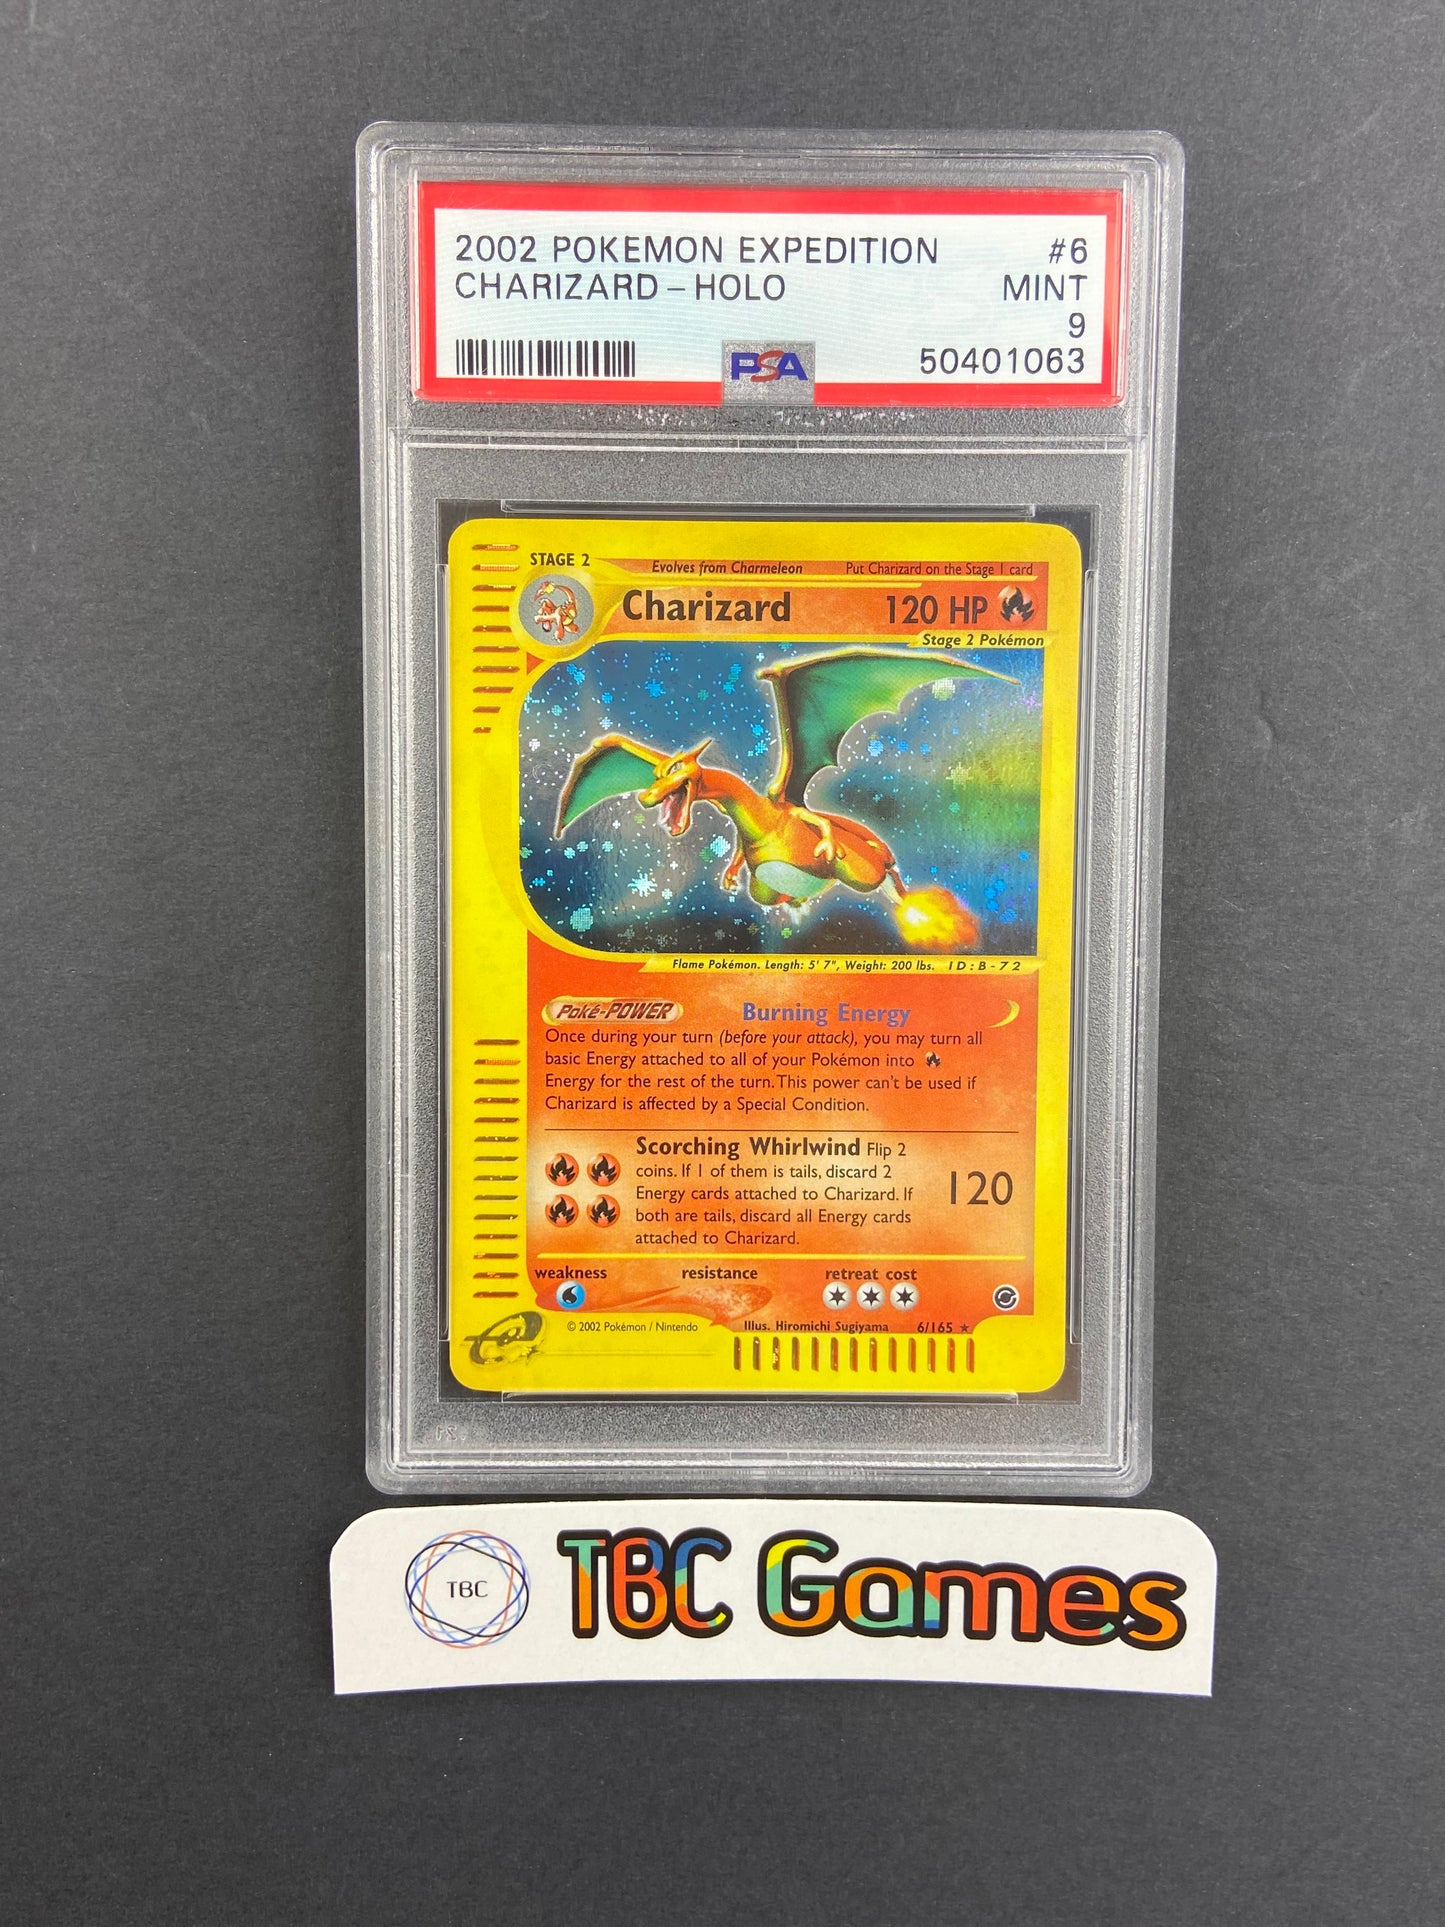 2002 POKEMON EXPEDITION #6
CHARIZARD - HOLO MINT
9
PSA 50401063
STAGE 2 Evolves from Charmeleon Put Charizard on the Stage 1 card
Charizard 120 HP
Stage 2 Pokémon
Flame Pokémon. Length: 5' 7", Weight: 200 lbs. ID:B-72
Poké-POWER Burning Energy
Once during your turn (before your attack), you may turn all
basic Energy attached to all of your Pokémon into
Energy for the rest of the turn. This power can't be used if
Charizard is affected by a Special Condition.
Scorching Whirlwind Flip 2
coins. If 1 of them is tails, discard 2
Energy cards attached to Charizard. If
both are tails, discard all Energy cards
attached to Charizard.
120
weakness resistance retreat cost
© 2002 Pokémon / Nintendo Illus. Hiromichi Sugiyama 6/165 ★
e
TBC TBC Games